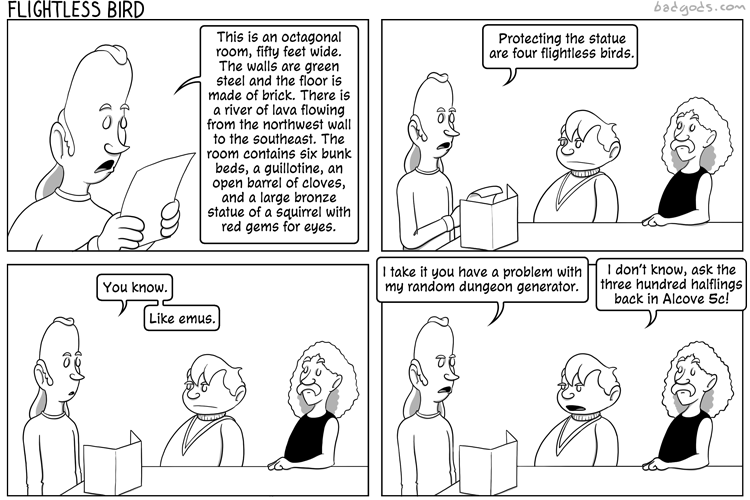 FLIGHTLESS BIRD
badgods.com
This is an octagonal
room, fifty feet wide.
The walls are green
steel and the floor is
made of brick. There is
a river of lava flowing
from the northwest wall
to the southeast. The
room contains six bunk
beds, a guillotine, an
open barrel of cloves,
and a large bronze
statue of a squirrel with
red gems for eyes.
Protecting the statue
are four flightless birds.
You know.
Like emus.
I take it you have a problem with
my random dungeon generator.
I don't know, ask the
three hundred halflings
back in Alcove 5c!